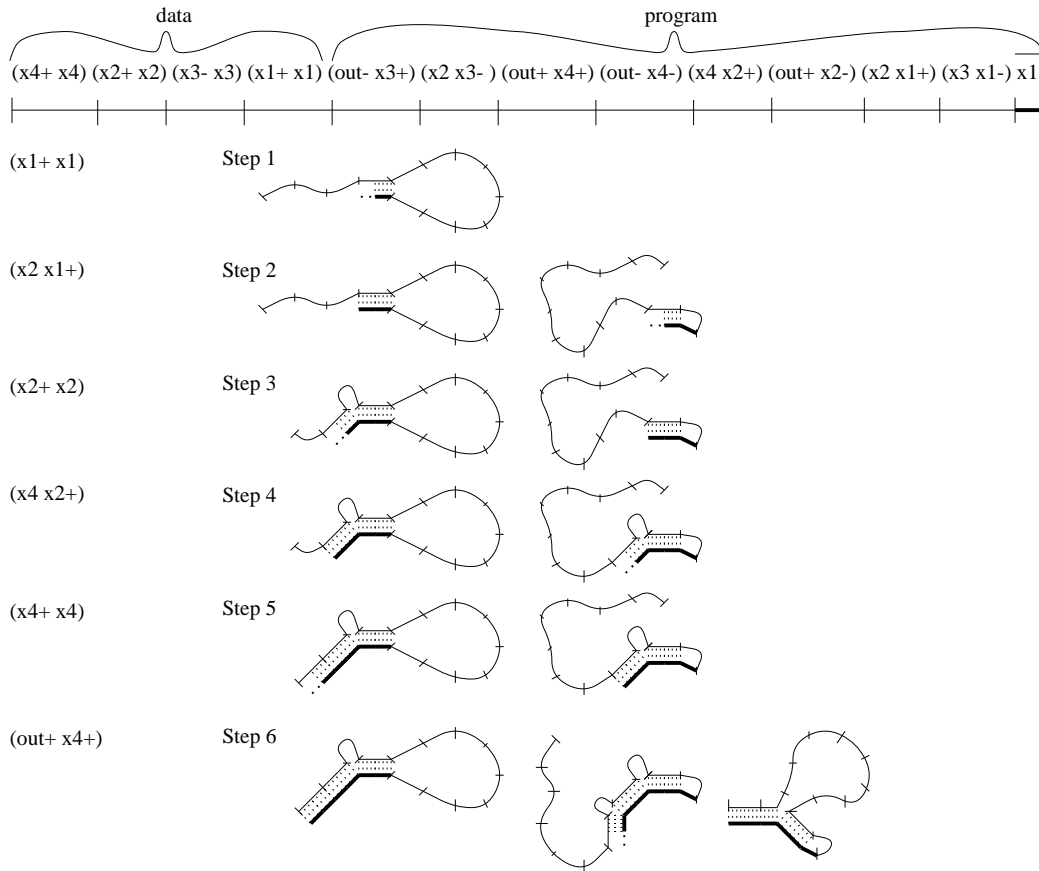 data program
(x4+ x4) (x2+ x2) (x3- x3) (x1+ x1) (out- x3+) (x2 x3- ) (out+ x4+) (out- x4-) (x4 x2+) (out+ x2-) (x2 x1+) (x3 x1-) x1
(x1+ x1) Step 1
(x2 x1+) Step 2
(x2+ x2) Step 3
(x4 x2+) Step 4
(x4+ x4) Step 5
(out+ x4+) Step 6